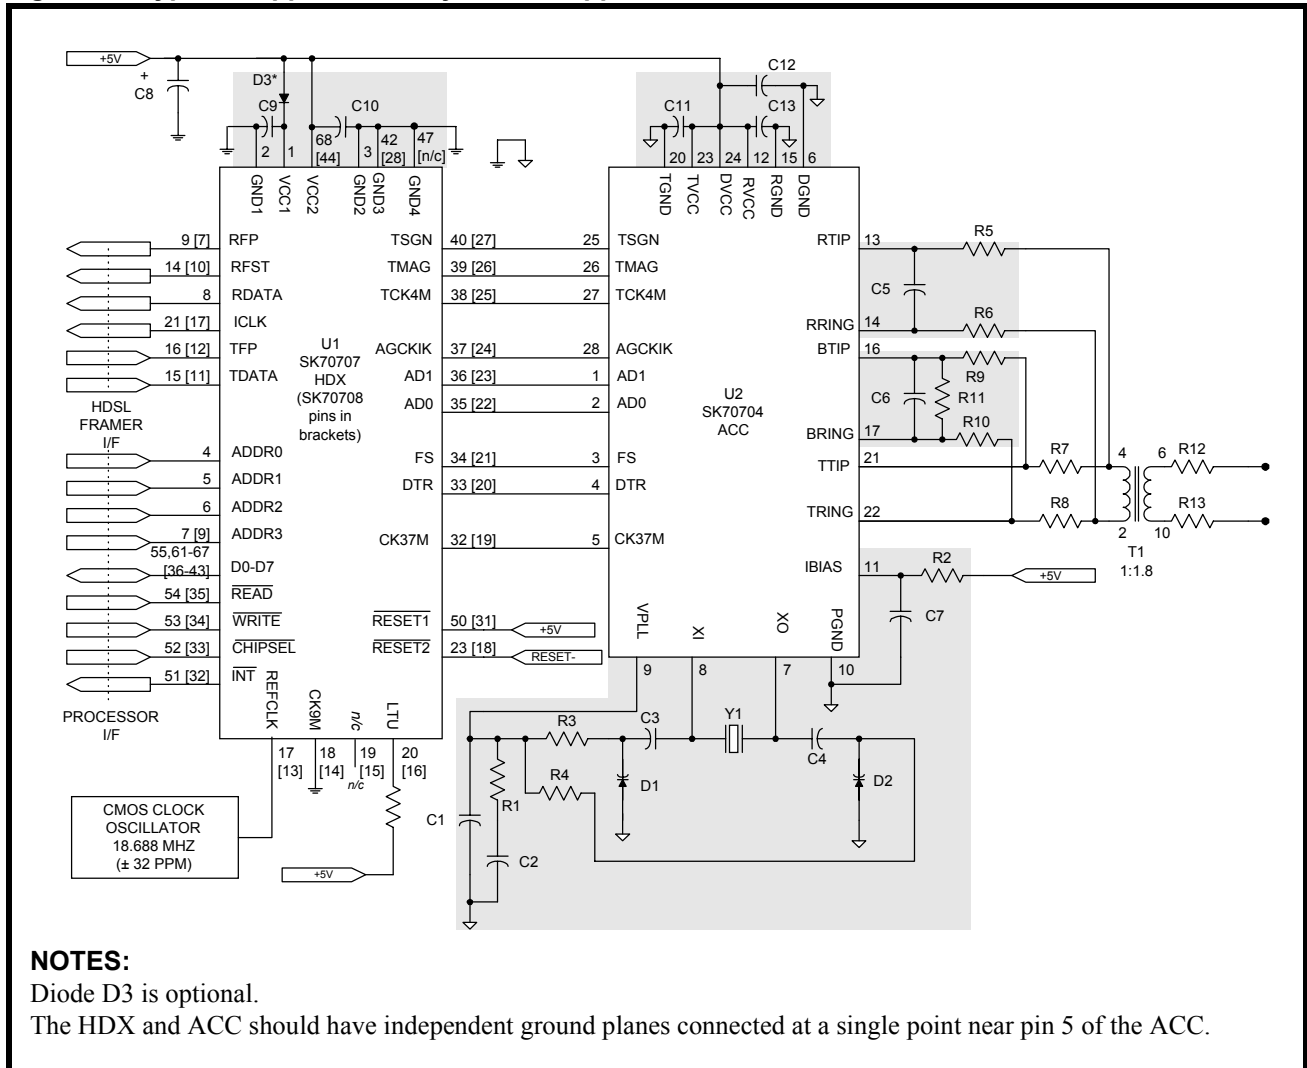 +5V
+
C8
D3*
C9
C10
2
1
68
[44]
3
42
[28]
47
[n/c]
GND1
VCC1
VCC2
GND2
GND3
GND4
C12
C11
C13
20
23
24
12
15
6
TGND
TVCC
DVCC
RVCC
RGND
DGND
9 [7]
RFP
14 [10]
RFST
8
RDATA
21 [17]
ICLK
16 [12]
TFP
15 [11]
TDATA
HDSL
FRAMER
I/F
4
ADDR0
5
ADDR1
6
ADDR2
7 [9]
ADDR3
55,61-67
[36-43]
D0-D7
54 [35]
READ
53 [34]
WRITE
52 [33]
CHIPSEL
51 [32]
INT
PROCESSOR
I/F
U1
SK70707
HDX
(SK70708
pins in
brackets)
TSGN
40 [27]
25
TSGN
TMAG
39 [26]
26
TMAG
TCK4M
38 [25]
27
TCK4M
AGCKIK
37 [24]
28
AGCKIK
AD1
36 [23]
1
AD1
AD0
35 [22]
2
AD0
FS
34 [21]
3
FS
DTR
33 [20]
4
DTR
CK37M
32 [19]
5
CK37M
RESET1
50 [31]
+5V
RESET2
23 [18]
RESET-
REFCLK
CK9M
n/c
LTU
17
[13]
18
[14]
19
[15]
n/c
20
[16]
CMOS CLOCK
OSCILLATOR
18.688 MHZ
(± 32 PPM)
+5V
U2
SK70704
ACC
RTIP
13
R5
C5
RRING
14
R6
BTIP
16
R9
C6
R11
R10
BRING
17
TTIP
21
R7
4
6
R12
TRING
22
R8
2
10
R13
T1
1:1.8
IBIAS
11
R2
+5V
C7
VPLL
XI
XO
PGND
9
8
7
10
R3
C3
Y1
C4
R4
D1
D2
R1
C1
C2
NOTES:
Diode D3 is optional.
The HDX and ACC should have independent ground planes connected at a single point near pin 5 of the ACC.